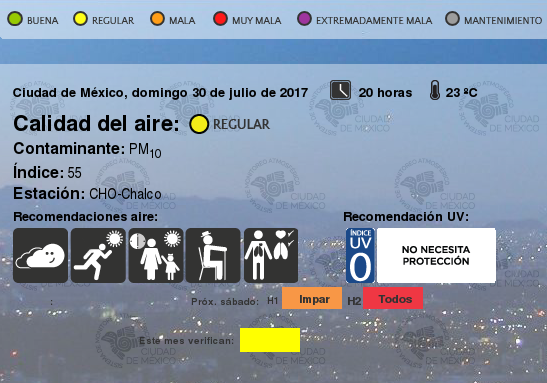 BUENA REGULAR MALA MUY MALA EXTREMADAMENTE MALA MANTENIMIENTO
Ciudad de México, domingo 30 de julio de 2017 20 horas 23 ºC
Calidad del aire: REGULAR
Contaminante: PM10
Índice: 55
Estación: CHO-Chalco
Recomendaciones aire: Recomendación UV:
ÍNDICE
UV
0
NO NECESITA
PROTECCIÓN
: Próx. sábado: H1 Impar H2 Todos
Este mes verifican:
CIUDAD
DE MÉXICO